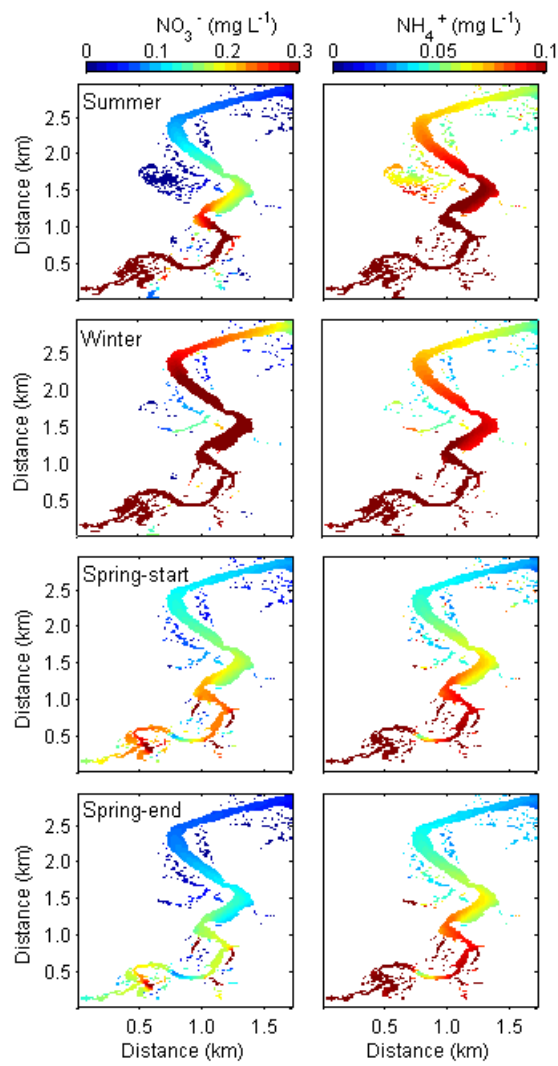 NO₃⁻ (mg L⁻¹) NH₄⁺ (mg L⁻¹)
0 0.1 0.2 0.3 0 0.05 0.1
Summer
2.5
2.0
1.5
1.0
0.5
Distance (km)
Winter
2.5
2.0
1.5
1.0
0.5
Distance (km)
Spring-start
2.5
2.0
1.5
1.0
0.5
Distance (km)
Spring-end
2.5
2.0
1.5
1.0
0.5
Distance (km)
0.5 1.0 1.5 0.5 1.0 1.5
Distance (km) Distance (km)